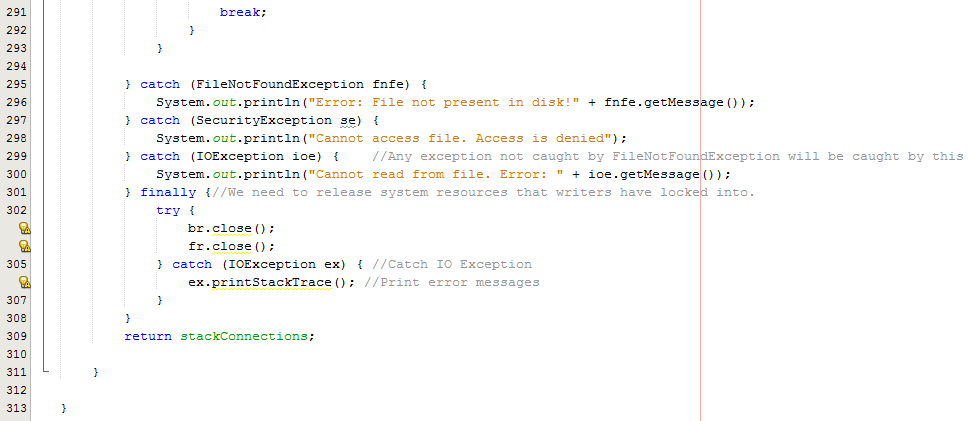 291 break;
292 }
293 }
294
295 } catch (FileNotFoundException fnfe) {
296 System.out.println("Error: File not present in disk!" + fnfe.getMessage());
297 } catch (SecurityException se) {
298 System.out.println("Cannot access file. Access is denied");
299 } catch (IOException ioe) { //Any exception not caught by FileNotFoundException will be caught by this
300 System.out.println("Cannot read from file. Error: " + ioe.getMessage());
301 } finally {//We need to release system resources that writers have locked into.
302 try {
br.close();
fr.close();
305 } catch (IOException ex) { //Catch IO Exception
ex.printStackTrace(); //Print error messages
307 }
308 }
309 return stackConnections;
310
311 }
312
313 }